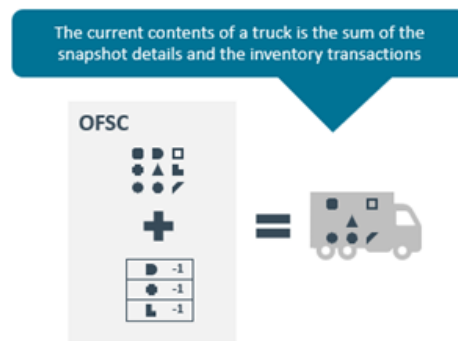 The current contents of a truck is the sum of the
snapshot details and the inventory transactions
OFSC
-1
-1
-1